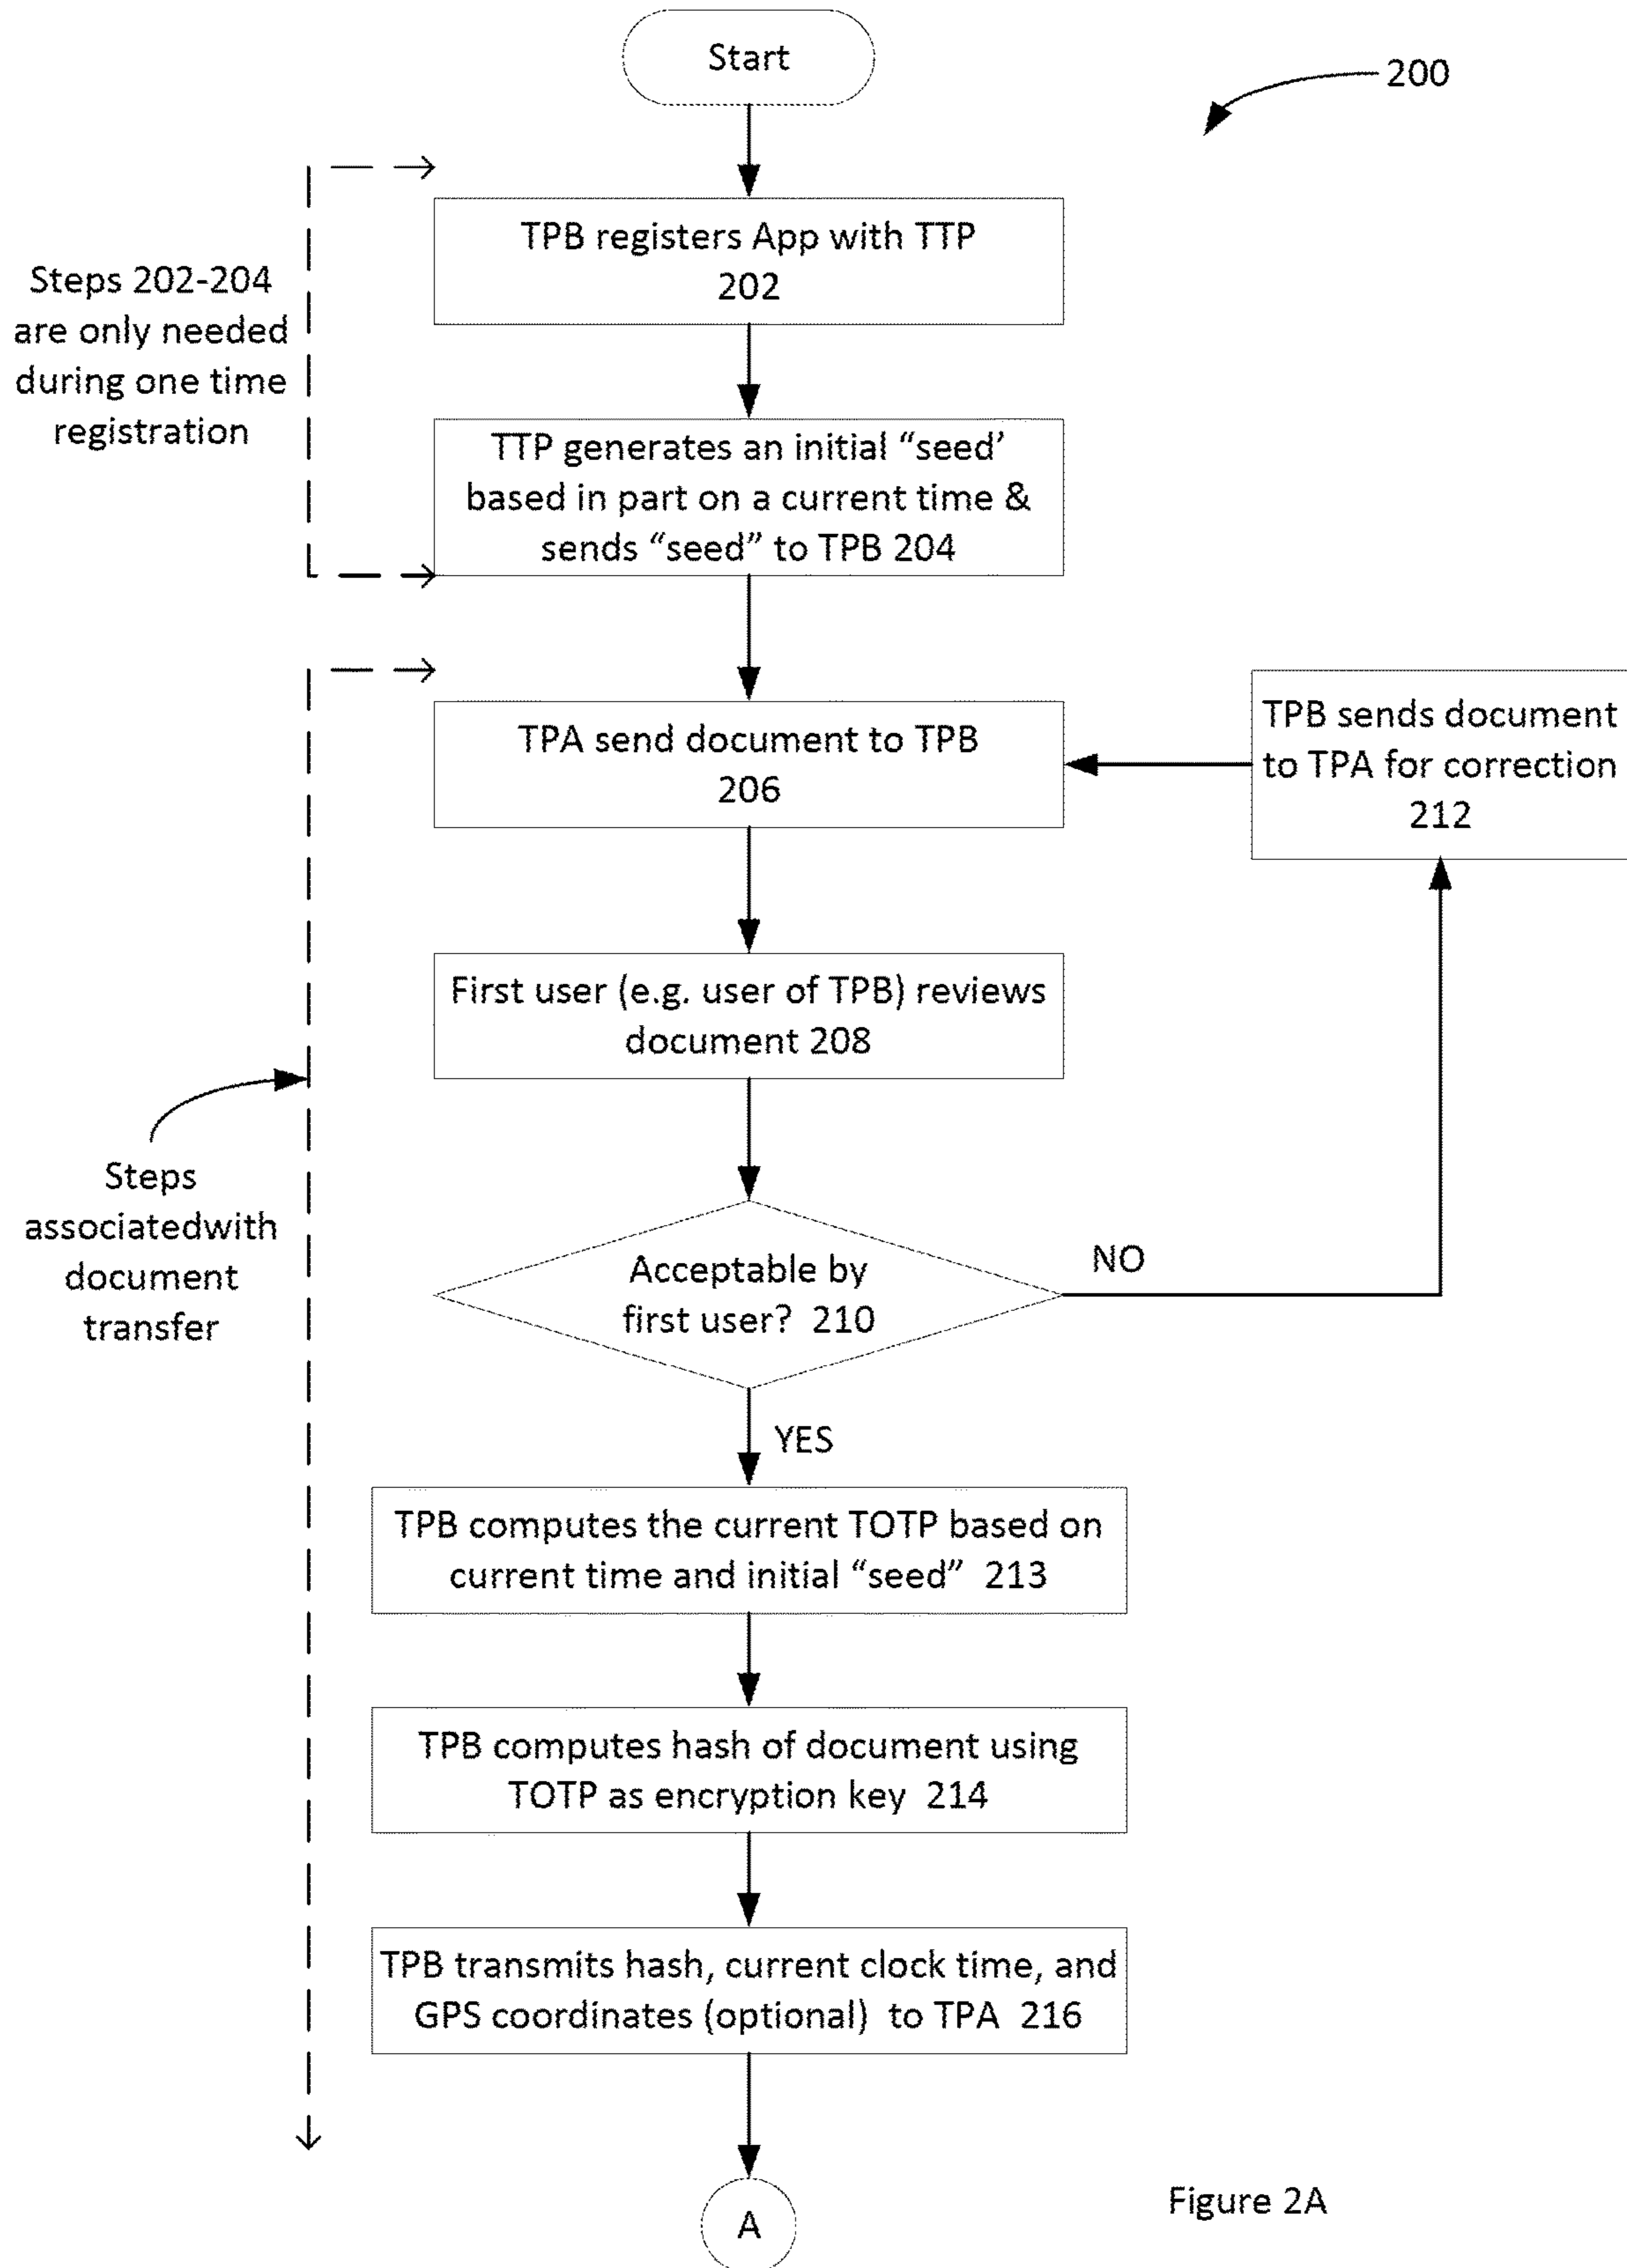 Start
200
TPB registers App with TTP
202
Steps 202-204
are only needed
during one time
registration
TTP generates an initial “seed’
based in part on a current time &
sends “seed” to TPB 204
TPA send document to TPB
206
TPB sends document
to TPA for correction
212
First user (e.g. user of TPB) reviews
document 208
Steps
associatedwith
document
transfer
Acceptable by
first user? 210
NO
YES
TPB computes the current TOTP based on
current time and initial “seed” 213
TPB computes hash of document using
TOTP as encryption key 214
TPB transmits hash, current clock time, and
GPS coordinates (optional) to TPA 216
A
Figure 2A